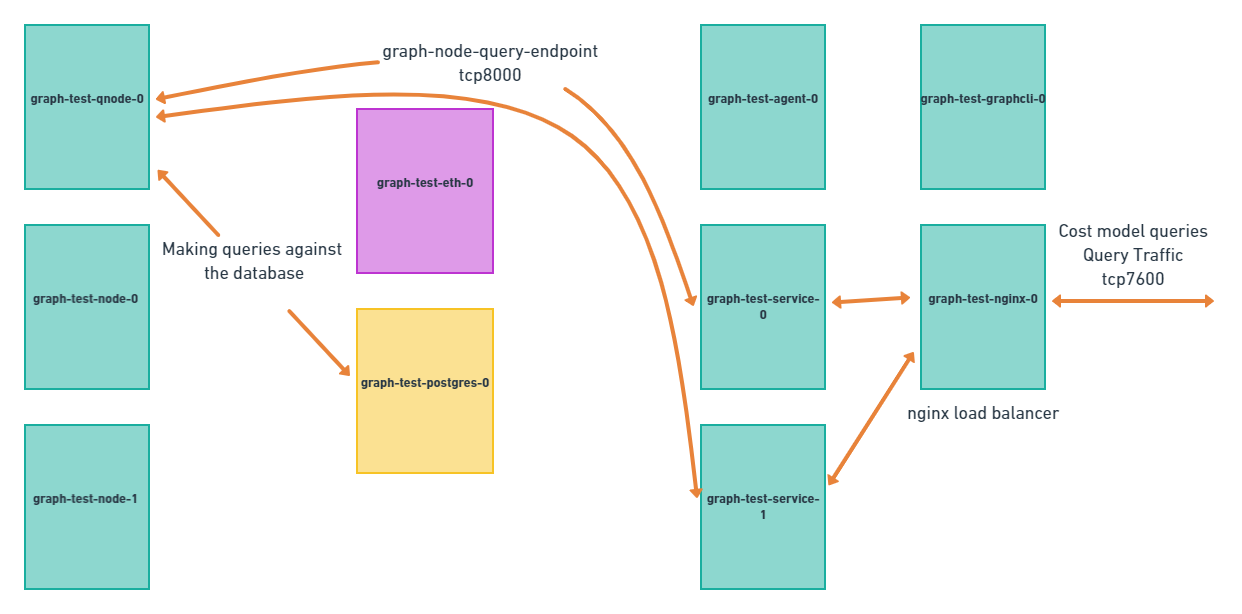 graph-node-query-endpoint
tcp8000
graph-test-qnode-0
graph-test-agent-0
graph-test-graphcli-0
graph-test-eth-0
Making queries against
the database
Cost model queries
Query Traffic
tcp7600
graph-test-node-0
graph-test-service-
0
graph-test-nginx-0
graph-test-postgres-0
nginx load balancer
graph-test-node-1
graph-test-service-
1